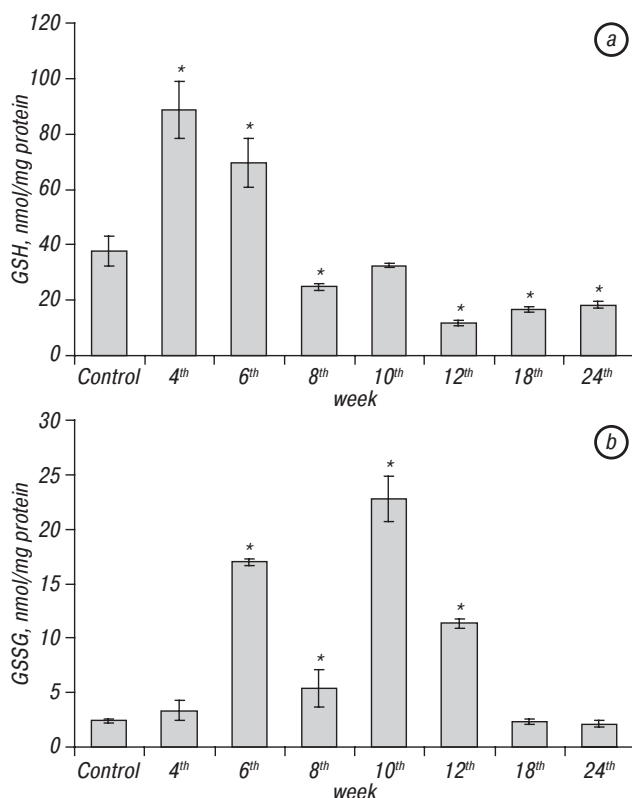 a
120
100
80
60
40
20
0
GSH, nmol/mg protein
* * * * * *
Control 4th 6th 8th 10th 12th 18th 24th
week
b
30
25
20
15
10
5
0
GSSG, nmol/mg protein
* * * *
Control 4th 6th 8th 10th 12th 18th 24th
week